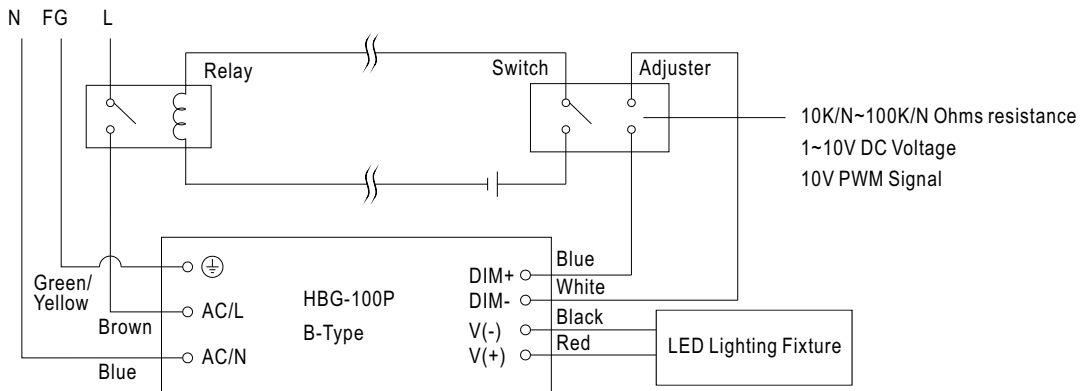 N FG L
Relay
Switch
Adjuster
10K/N~100K/N Ohms resistance
1~10V DC Voltage
10V PWM Signal
Green/
Yellow
Brown
Blue
AC/L
AC/N
HBG-100P
B-Type
DIM+
DIM-
V(-)
V(+)
Blue
White
Black
Red
LED Lighting Fixture